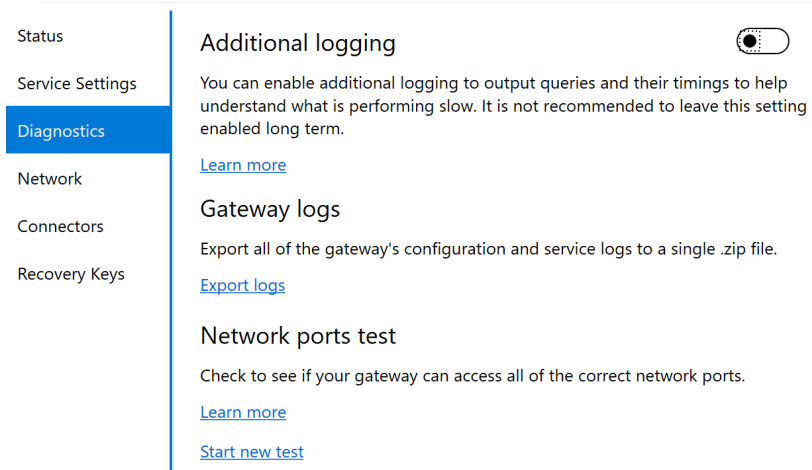 Status
Service Settings
Diagnostics
Network
Connectors
Recovery Keys
Additional logging
You can enable additional logging to output queries and their timings to help
understand what is performing slow. It is not recommended to leave this setting
enabled long term.
Learn more
Gateway logs
Export all of the gateway's configuration and service logs to a single .zip file.
Export logs
Network ports test
Check to see if your gateway can access all of the correct network ports.
Learn more
Start new test